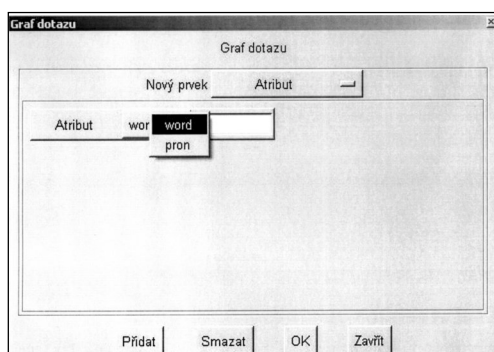 Graf dotazu
Graf dotazu
Nový prvek Atribut
Atribut wor word
pron
Přidat Smazat OK Zavřít